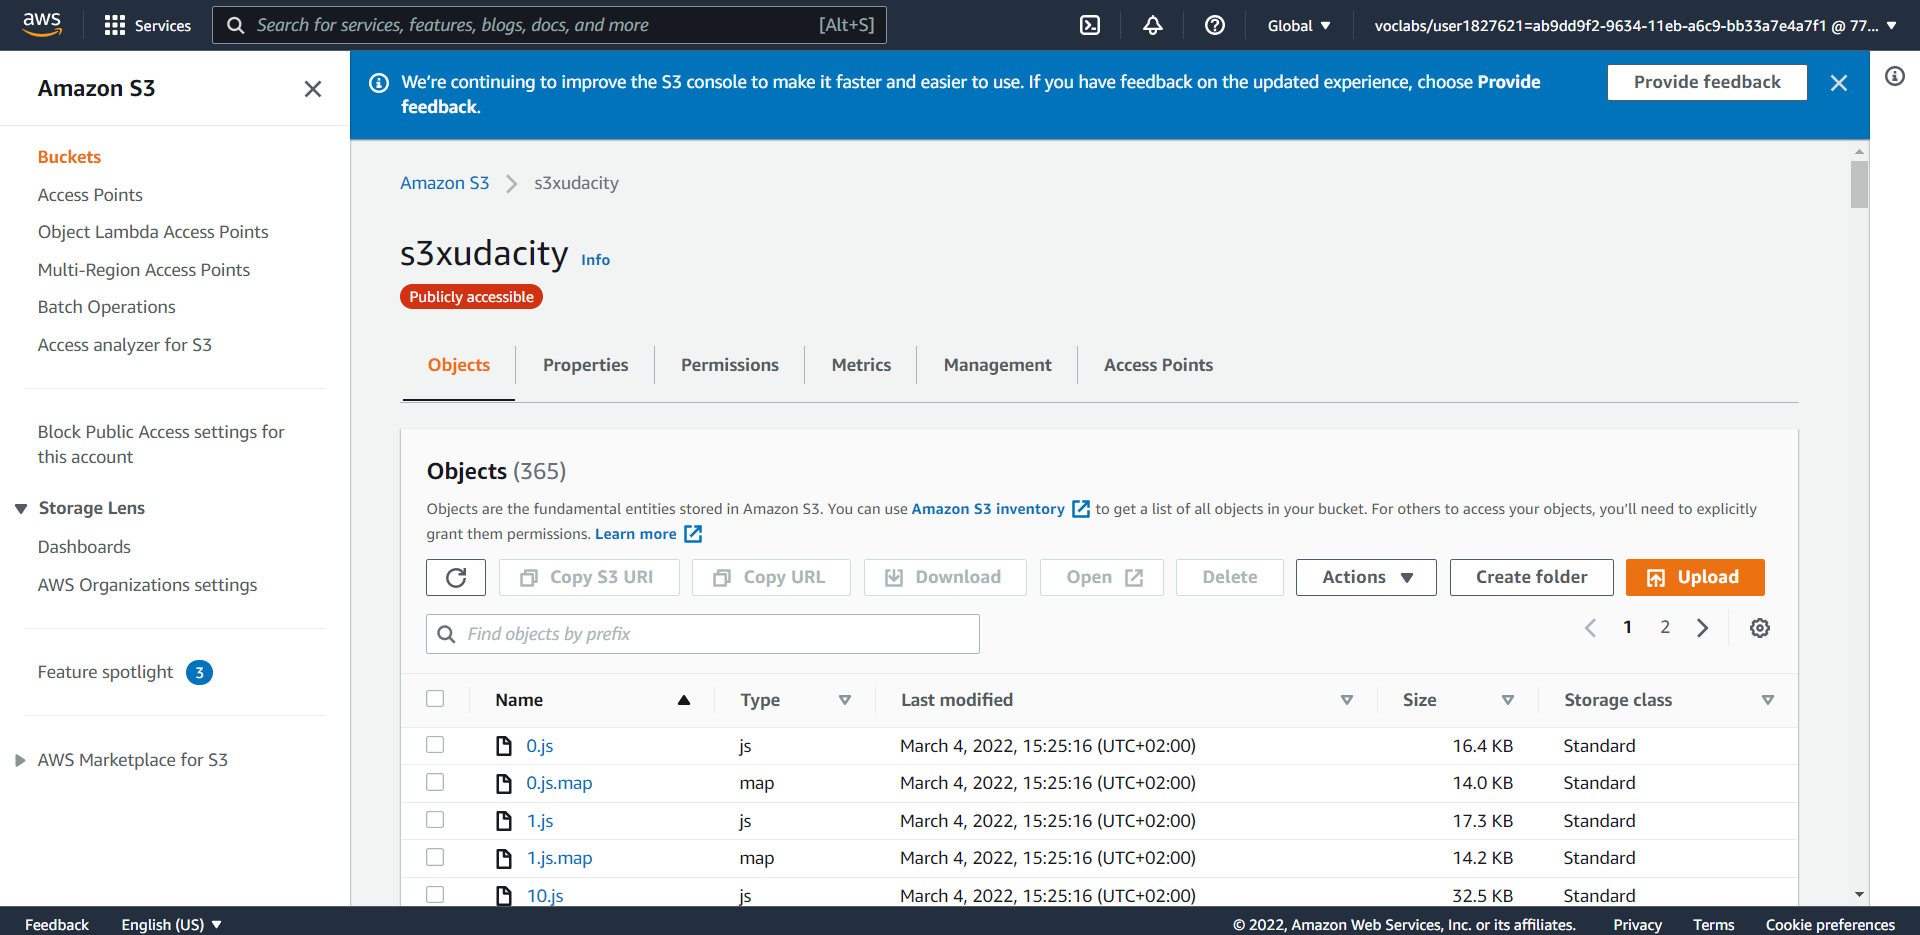 aws
Services
Search for services, features, blogs, docs, and more
[Alt+S]
Global
voclabs/user1827621=ab9dd9f2-9634-11eb-a6c9-bb33a7e4a7f1 @ 77...
Amazon S3
Buckets
Access Points
Object Lambda Access Points
Multi-Region Access Points
Batch Operations
Access analyzer for S3
Block Public Access settings for
this account
Storage Lens
Dashboards
AWS Organizations settings
Feature spotlight 3
AWS Marketplace for S3
We're continuing to improve the S3 console to make it faster and easier to use. If you have feedback on the updated experience, choose Provide
feedback.
Provide feedback
Amazon S3 s3xudacity
s3xudacity Info
Publicly accessible
Objects Properties Permissions Metrics Management Access Points
Objects (365)
Objects are the fundamental entities stored in Amazon S3. You can use Amazon S3 inventory to get a list of all objects in your bucket. For others to access your objects, you'll need to explicitly
grant them permissions. Learn more
Copy S3 URI Copy URL Download Open Delete Actions Create folder Upload
Find objects by prefix
1 2
Name Type Last modified Size Storage class
0.js js March 4, 2022, 15:25:16 (UTC+02:00) 16.4 KB Standard
0.js.map map March 4, 2022, 15:25:16 (UTC+02:00) 14.0 KB Standard
1.js js March 4, 2022, 15:25:16 (UTC+02:00) 17.3 KB Standard
1.js.map map March 4, 2022, 15:25:16 (UTC+02:00) 14.2 KB Standard
10.js js March 4, 2022, 15:25:16 (UTC+02:00) 32.5 KB Standard
Feedback English (US) © 2022, Amazon Web Services, Inc. or its affiliates. Privacy Terms Cookie preferences